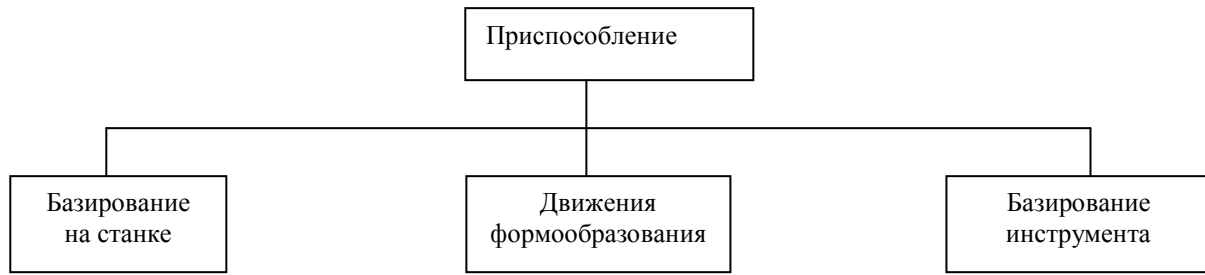 Приспособление
Базирование
на станке
Движения
формообразования
Базирование
инструмента